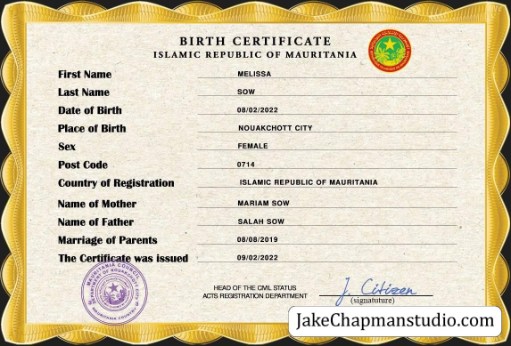 BIRTH CERTIFICATE
ISLAMIC REPUBLIC OF MAURITANIA
First Name MELISSA
Last Name SOW
Date of Birth 08/02/2022
Place of Birth NOUAKCHOTT CITY
Sex FEMALE
Post Code 0714
Country of Registration ISLAMIC REPUBLIC OF MAURITANIA
Name of Mother MARIAM SOW
Name of Father SALAH SOW
Marriage of Parents 08/08/2019
The Certificate was issued 09/02/2022
MAURITANIA COUNCIL
HEAD OF THE CIVIL STATUS
ACTS REGISTRATION DEPARTMENT
J. Citizen
(signatuture)
JakeChapmanstudio.com